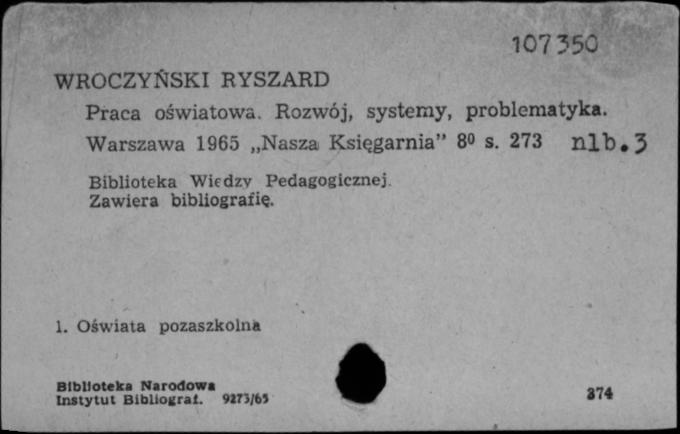 107350
WROCZYŃSKI RYSZARD
Praca oświatowa. Rozwój, systemy, problematyka.
Warszawa 1965 „Nasza Księgarnia” 8⁰ s. 273 nlb. 3
Biblioteka Wiedzy Pedagogicznej.
Zawiera bibliografię.
1. Oświata pozaszkolna
Biblioteka Narodowa
Instytut Bibliograf. 9273/65
374